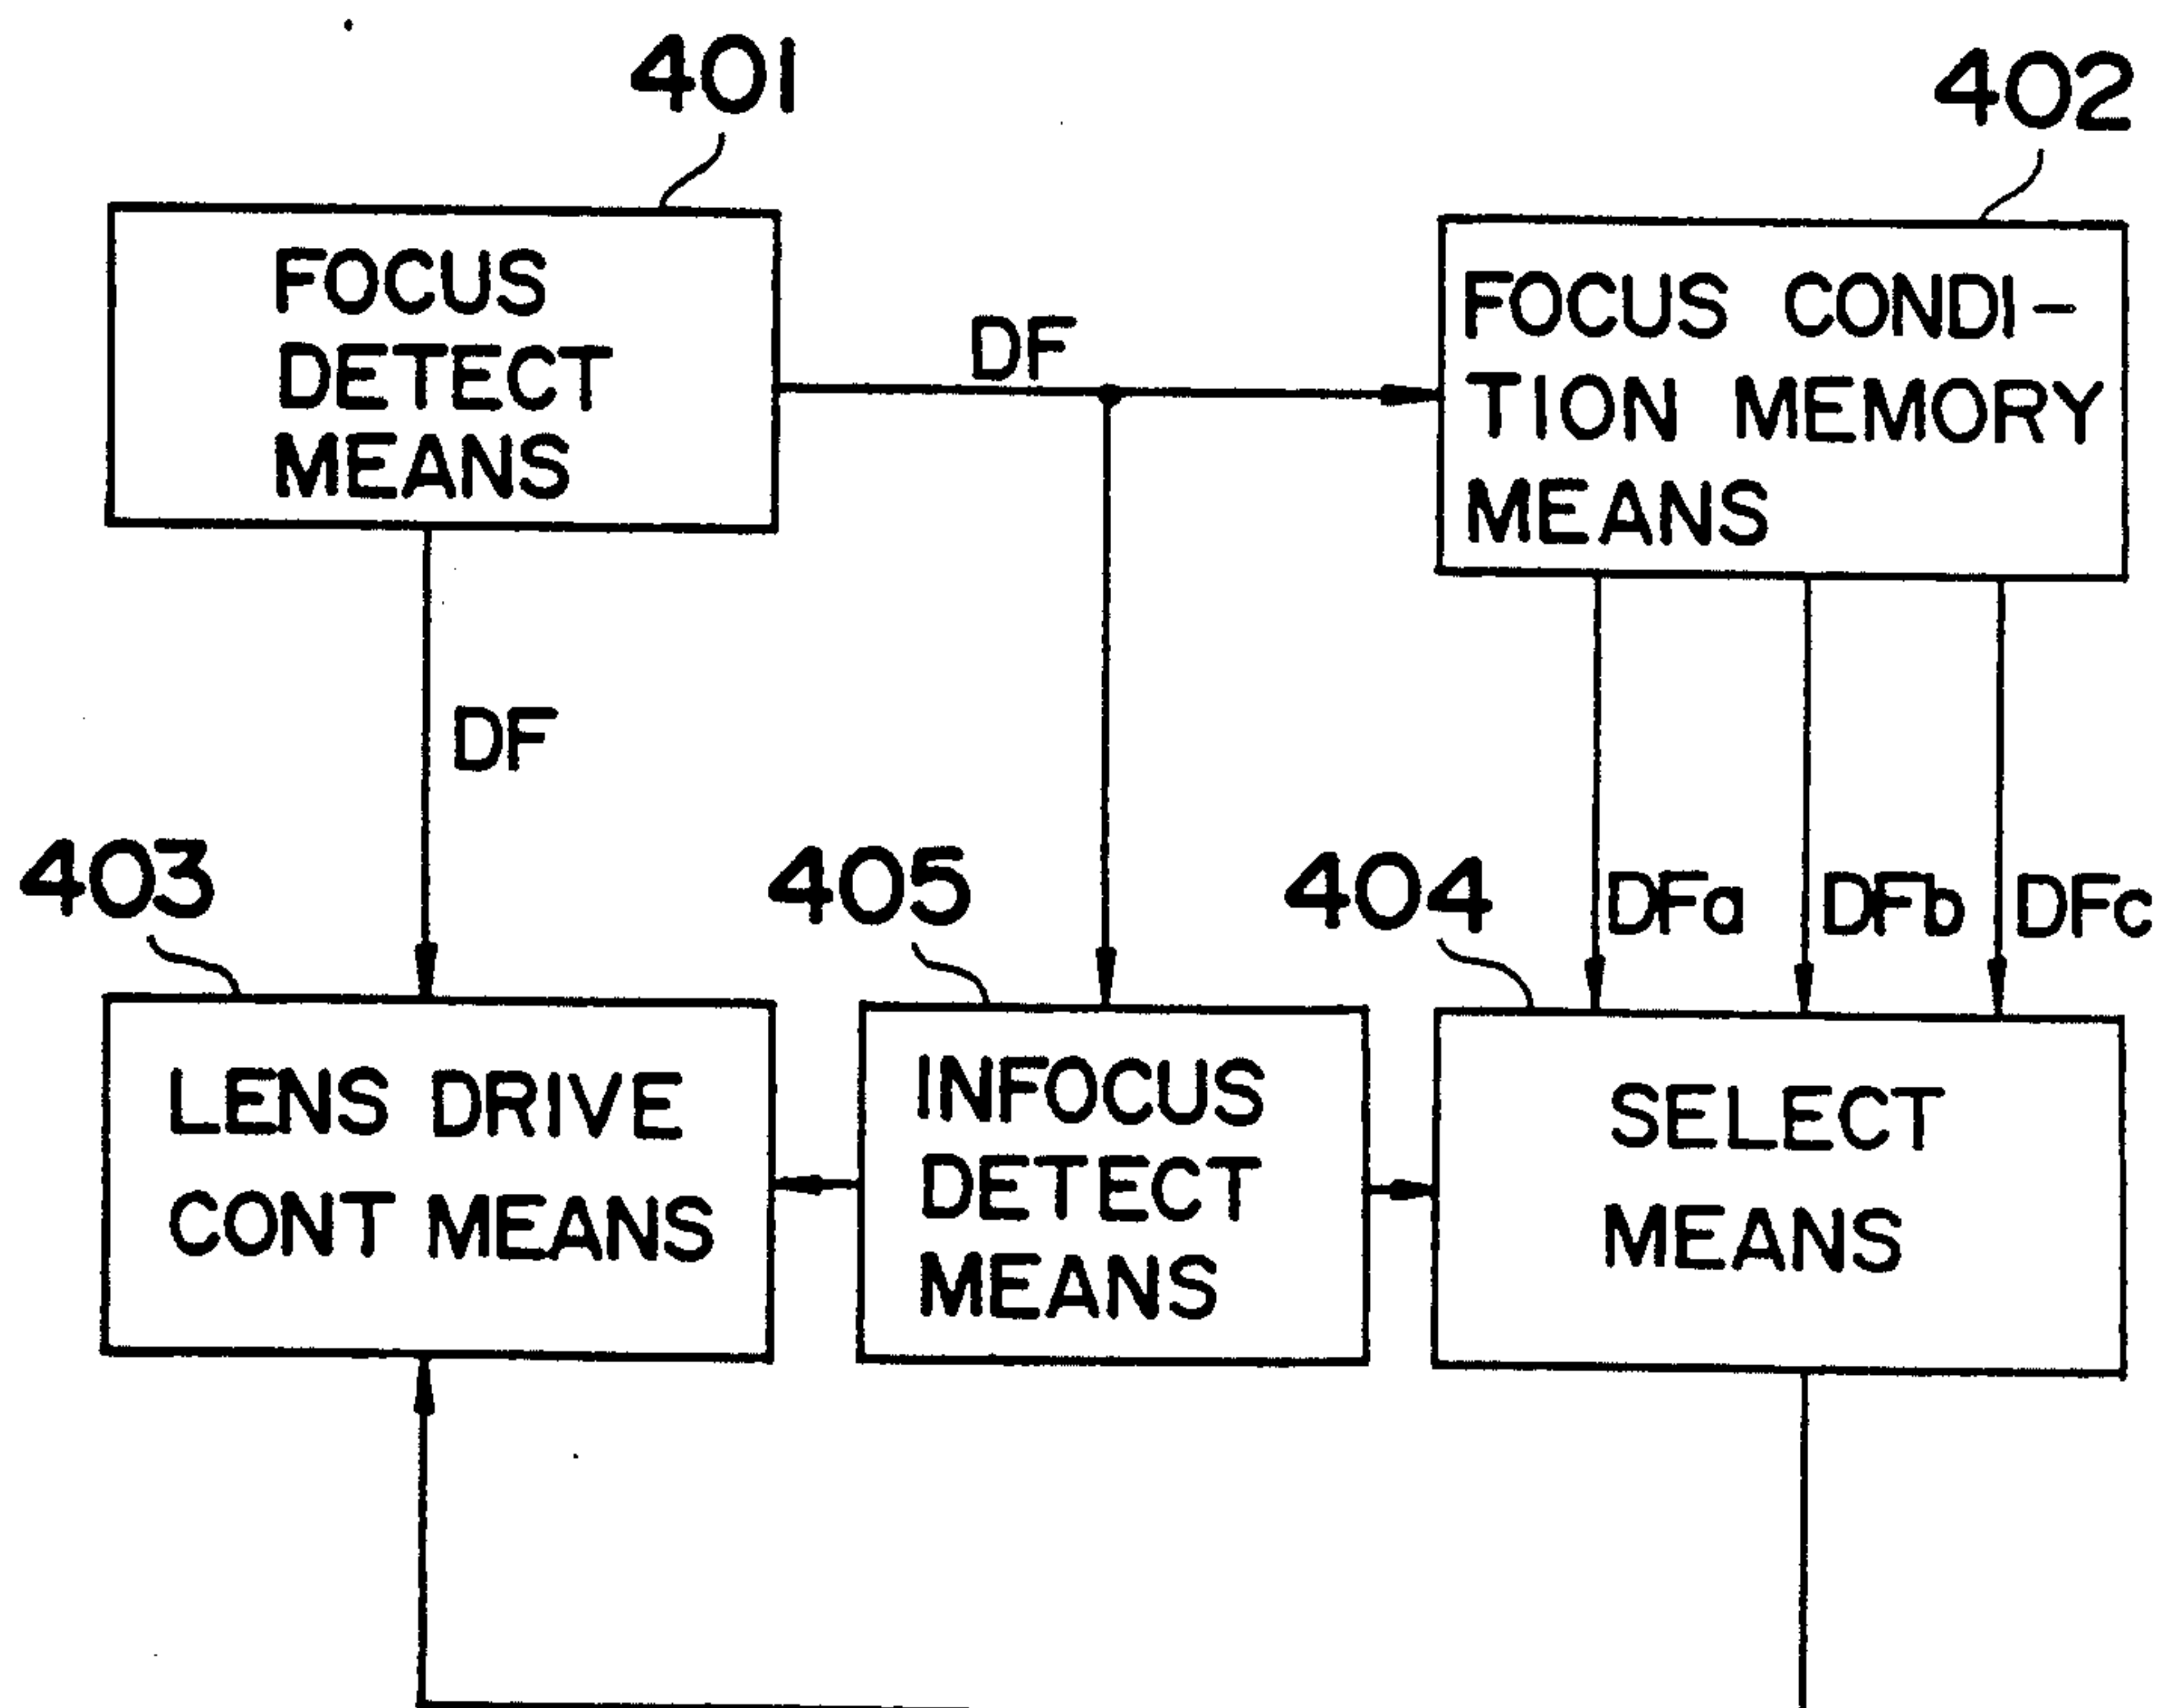 401
402
FOCUS
DETECT
MEANS
DF
FOCUS CONDI-
TION MEMORY
MEANS
DF
403
405
404
DFa
DFb
DFc
LENS DRIVE
CONT MEANS
INFOCUS
DETECT
MEANS
SELECT
MEANS